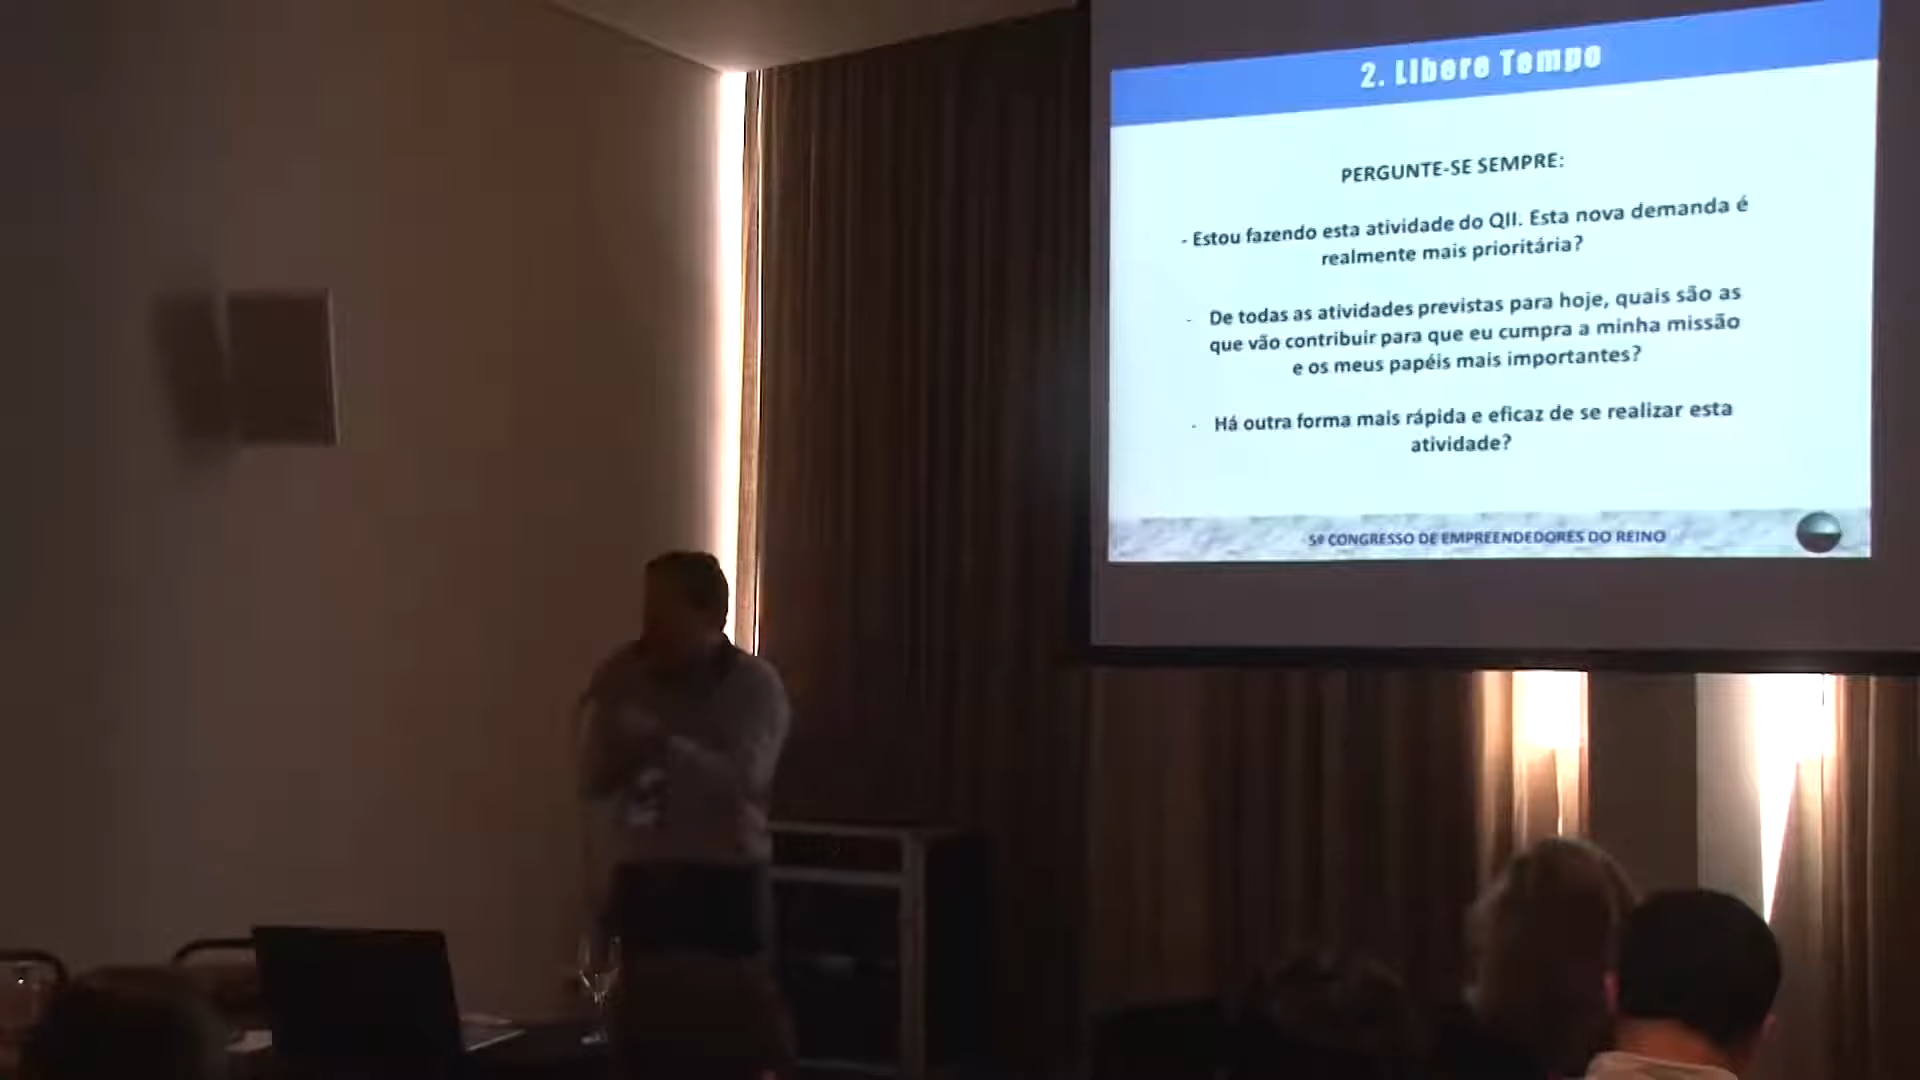 2. Libere Tempo
PERGUNTE-SE SEMPRE:
- Estou fazendo esta atividade do QII. Esta nova demanda é
realmente mais prioritária?
- De todas as atividades previstas para hoje, quais são as
que vão contribuir para que eu cumpra a minha missão
e os meus papéis mais importantes?
- Há outra forma mais rápida e eficaz de se realizar esta
atividade?
5º CONGRESSO DE EMPREENDEDORES DO REINO